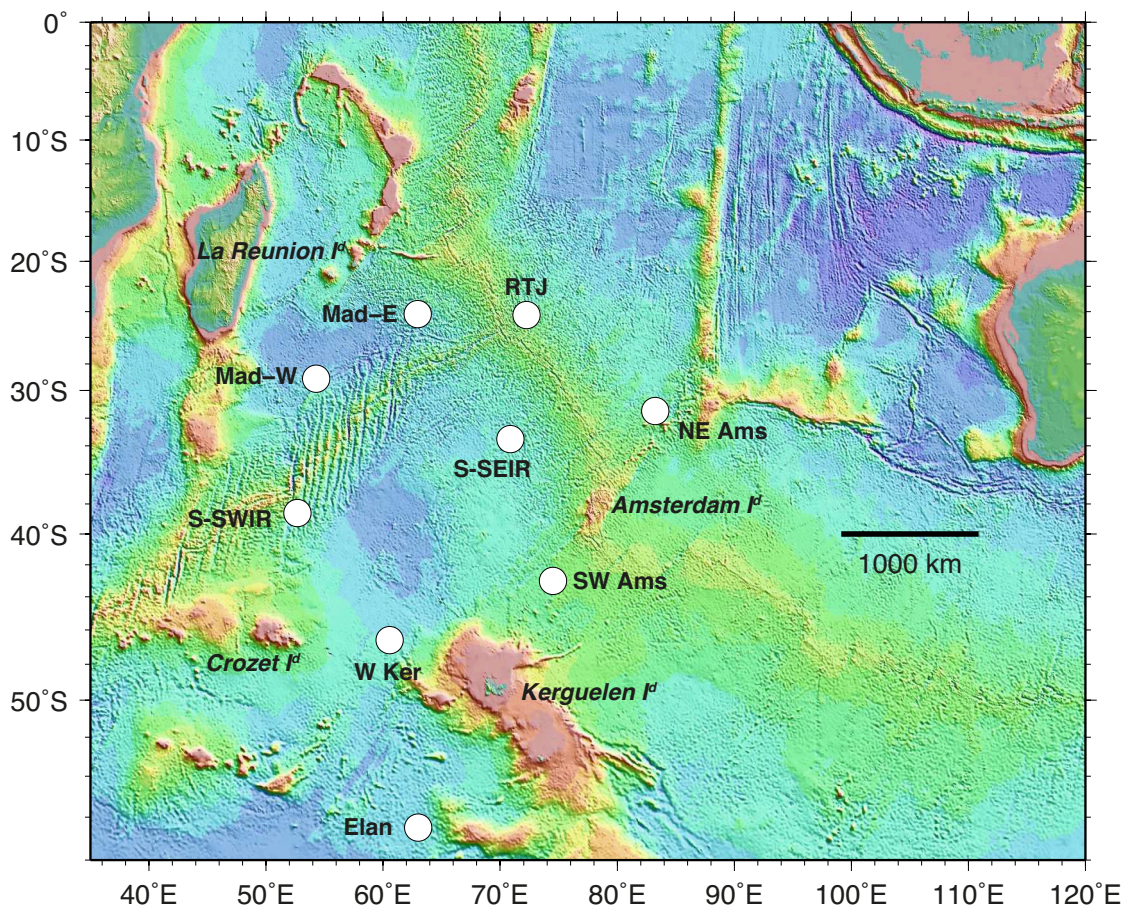 0°
10°S
20°S
30°S
40°S
50°S
La Reunion Iᵈ
RTJ
Mad–E
Mad–W
NE Ams
S-SEIR
Amsterdam Iᵈ
S-SWIR
1000 km
SW Ams
Crozet Iᵈ
W Ker
Kerguelen Iᵈ
Elan
40°E 50°E 60°E 70°E 80°E 90°E 100°E 110°E 120°E